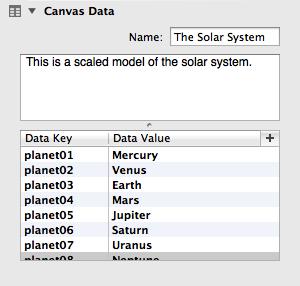 Canvas Data
Name: The Solar System
This is a scaled model of the solar system.
Data Key Data Value +
planet01 Mercury
planet02 Venus
planet03 Earth
planet04 Mars
planet05 Jupiter
planet06 Saturn
planet07 Uranus
planet08 Neptune